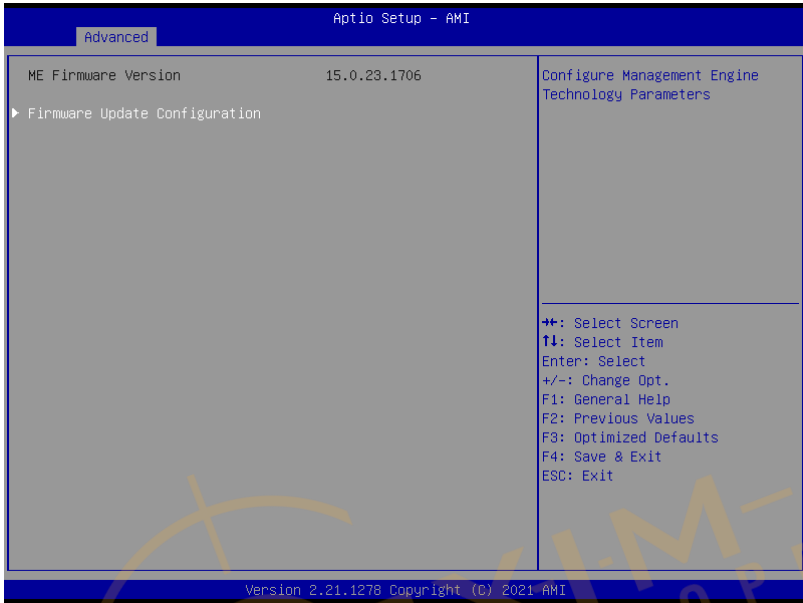 Aptio Setup – AMI
Advanced
ME Firmware Version 15.0.23.1706
Firmware Update Configuration
Configure Management Engine
Technology Parameters
→←: Select Screen
↑↓: Select Item
Enter: Select
+/-: Change Opt.
F1: General Help
F2: Previous Values
F3: Optimized Defaults
F4: Save & Exit
ESC: Exit
Version 2.21.1278 Copyright (C) 2021 AMI